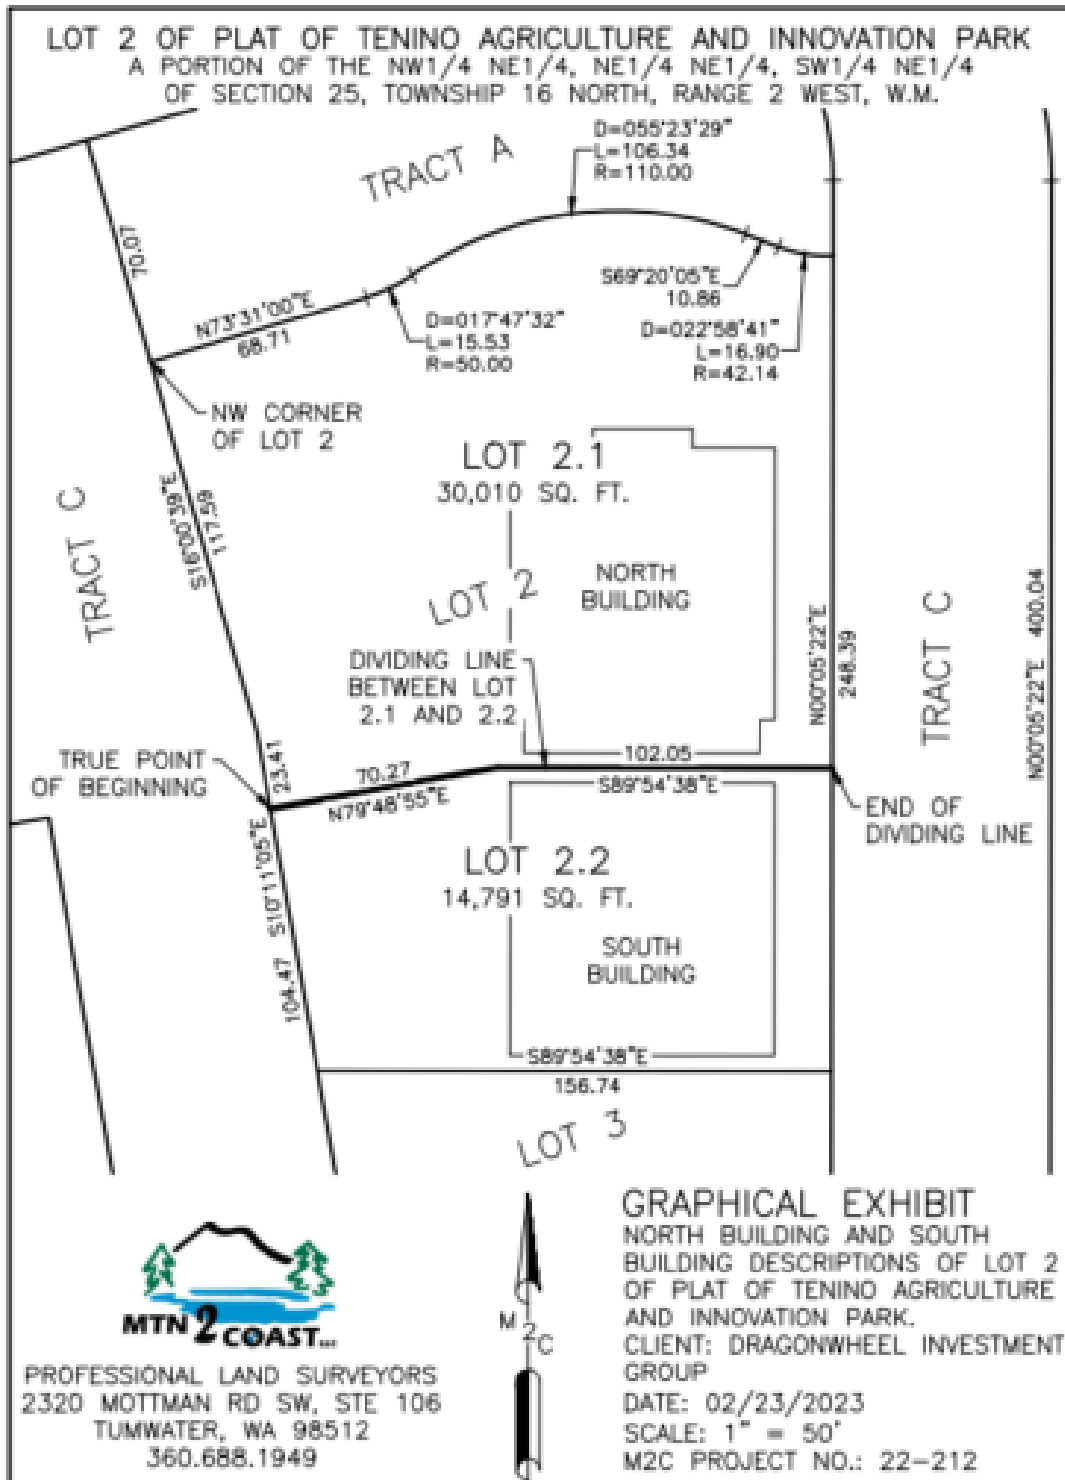 LOT 2 OF PLAT OF TENINO AGRICULTURE AND INNOVATION PARK
A PORTION OF THE NW1/4 NE1/4, NE1/4 NE1/4, SW1/4 NE1/4
OF SECTION 25, TOWNSHIP 16 NORTH, RANGE 2 WEST, W.M.
D=055°23'29"
L=106.34
R=110.00
TRACT A
70.07
S69°20'05"E
10.86
N73°31'00"E
68.71
D=017°47'32"
L=15.53
R=50.00
D=022°58'41"
L=16.90
R=42.14
NW CORNER
OF LOT 2
LOT 2.1
30,010 SQ. FT.
TRACT C
S16°00'39"E
117.59
LOT 2
NORTH
BUILDING
DIVIDING LINE
BETWEEN LOT
2.1 AND 2.2
N00°05'22"E
248.39
TRACT C
N00°05'22"E 400.04
TRUE POINT
OF BEGINNING
23.41
70.27
N79°48'55"E
102.05
S89°54'38"E
END OF
DIVIDING LINE
LOT 2.2
14,791 SQ. FT.
104.47 S10°11'05"E
SOUTH
BUILDING
S89°54'38"E
156.74
LOT 3
MTN 2 COAST LLC
PROFESSIONAL LAND SURVEYORS
2320 MOTTMAN RD SW, STE 106
TUMWATER, WA 98512
360.688.1949
M 2 C
GRAPHICAL EXHIBIT
NORTH BUILDING AND SOUTH
BUILDING DESCRIPTIONS OF LOT 2
OF PLAT OF TENINO AGRICULTURE
AND INNOVATION PARK.
CLIENT: DRAGONWHEEL INVESTMENT
GROUP
DATE: 02/23/2023
SCALE: 1" = 50'
M2C PROJECT NO.: 22-212